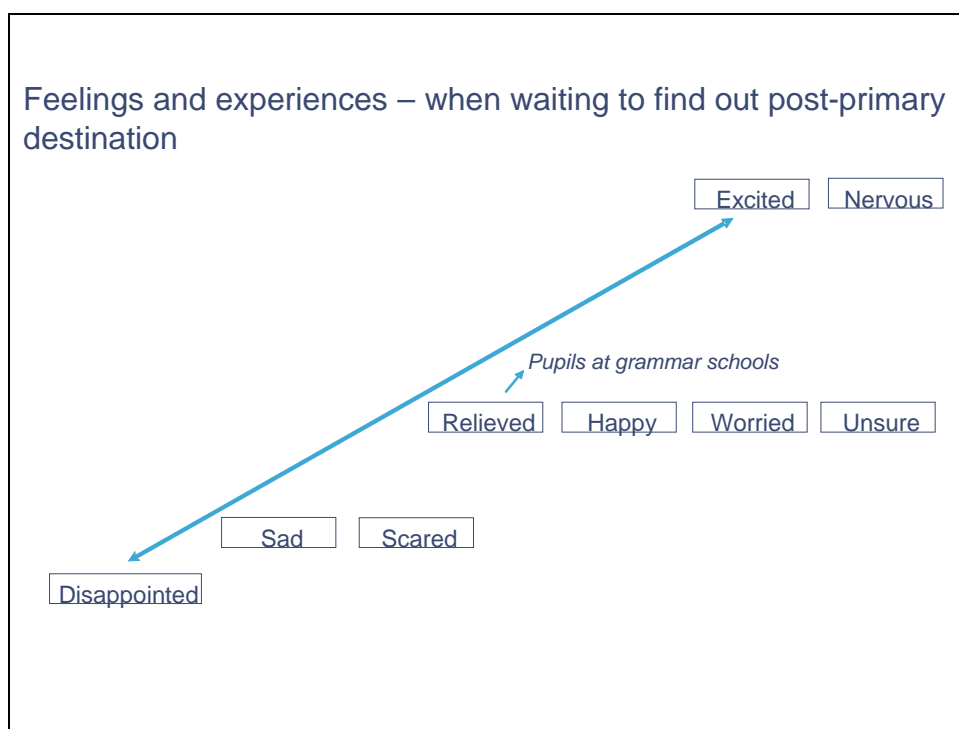 Feelings and experiences – when waiting to find out post-primary
destination
Excited Nervous
Pupils at grammar schools
Relieved Happy Worried Unsure
Sad Scared
Disappointed